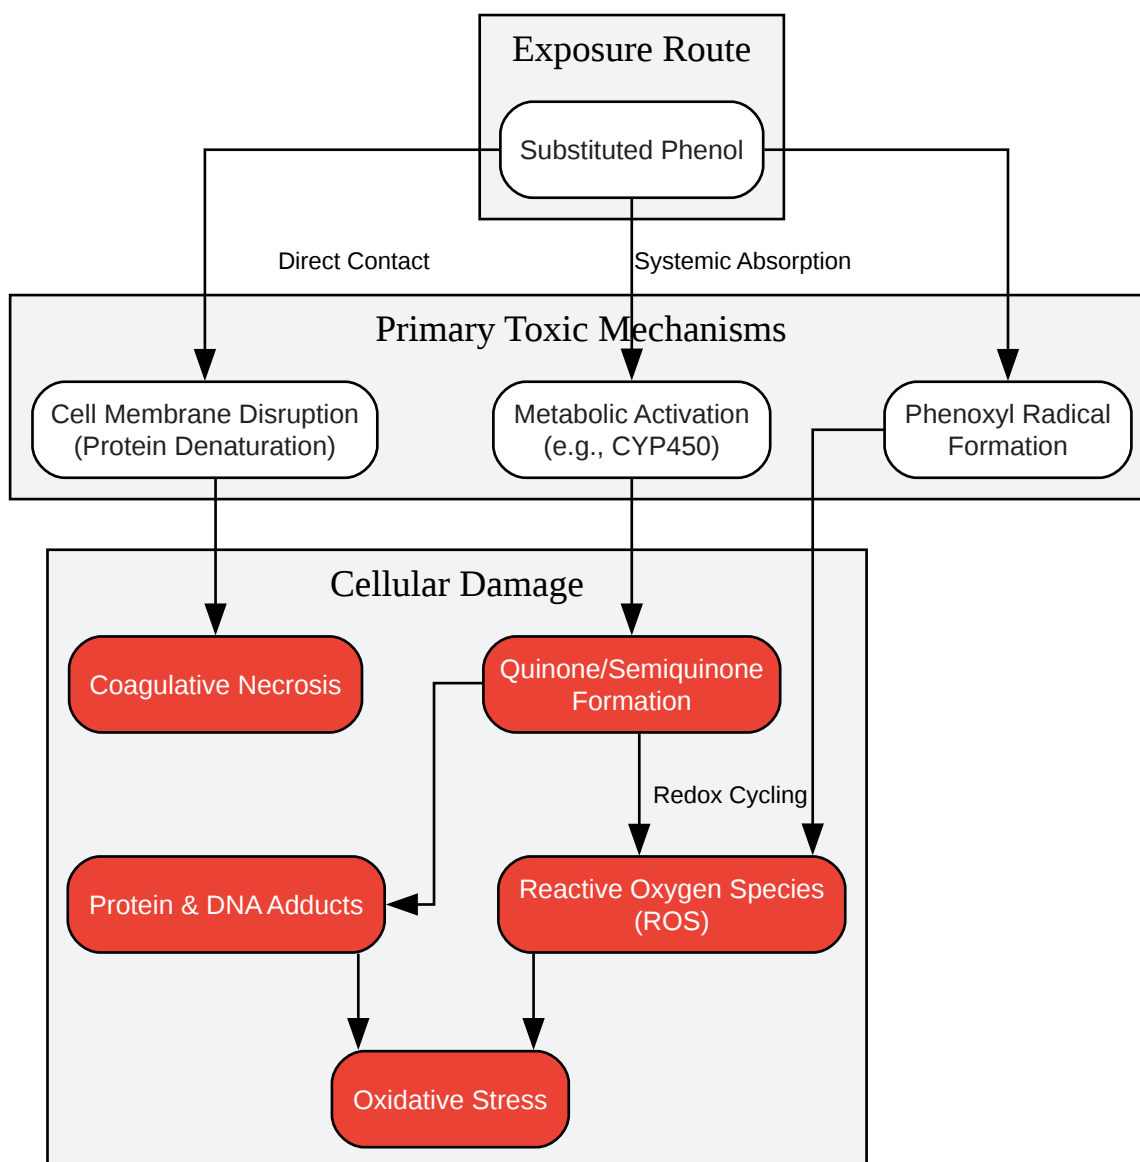 Exposure Route
Substituted Phenol
Direct Contact
Systemic Absorption
Primary Toxic Mechanisms
Cell Membrane Disruption
(Protein Denaturation)
Metabolic Activation
(e.g., CYP450)
Phenoxyl Radical
Formation
Cellular Damage
Coagulative Necrosis
Quinone/Semiquinone
Formation
Redox Cycling
Protein & DNA Adducts
Reactive Oxygen Species
(ROS)
Oxidative Stress